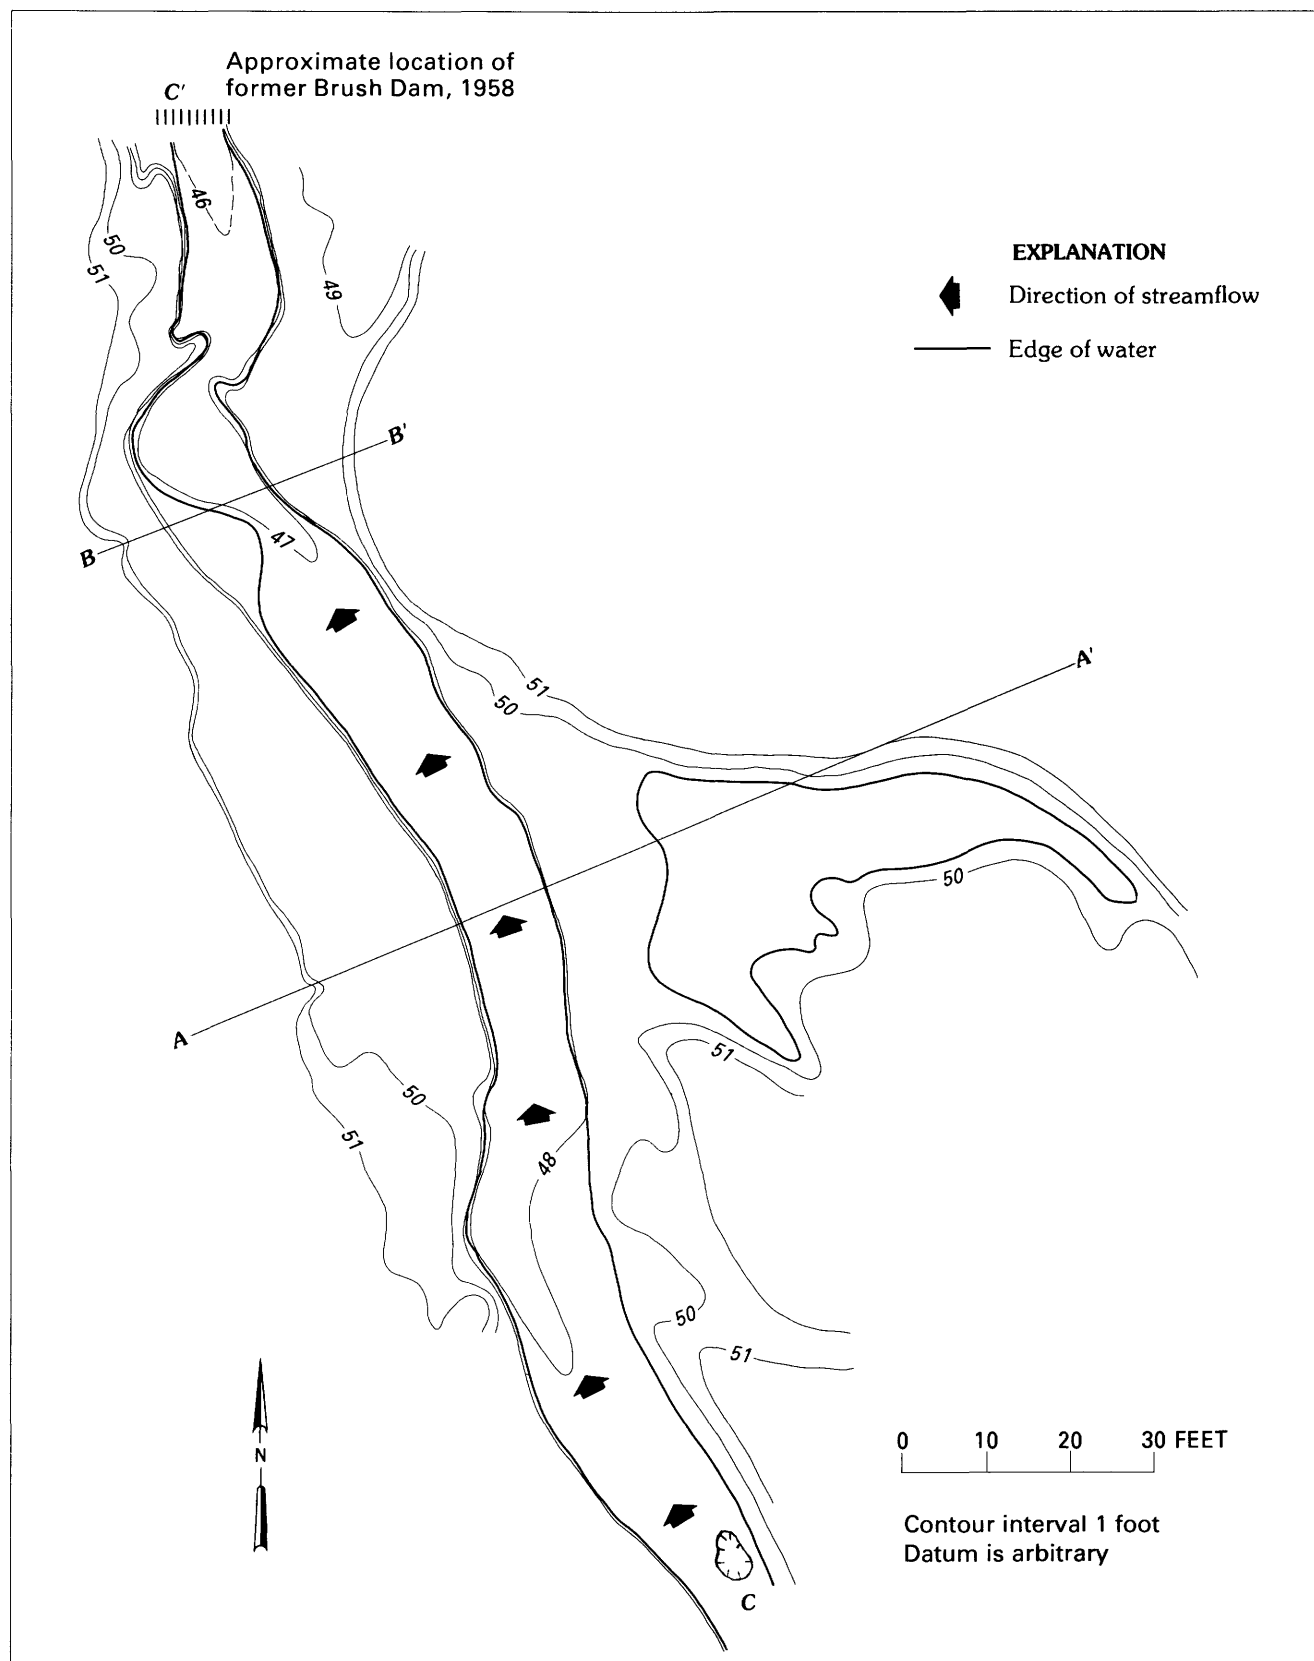 Approximate location of
former Brush Dam, 1958
C'
46
50
51
49
EXPLANATION
Direction of streamflow
Edge of water
B'
B
47
A'
51
50
50
A
51
50
51
48
50
51
N
0 10 20 30 FEET
Contour interval 1 foot
Datum is arbitrary
C